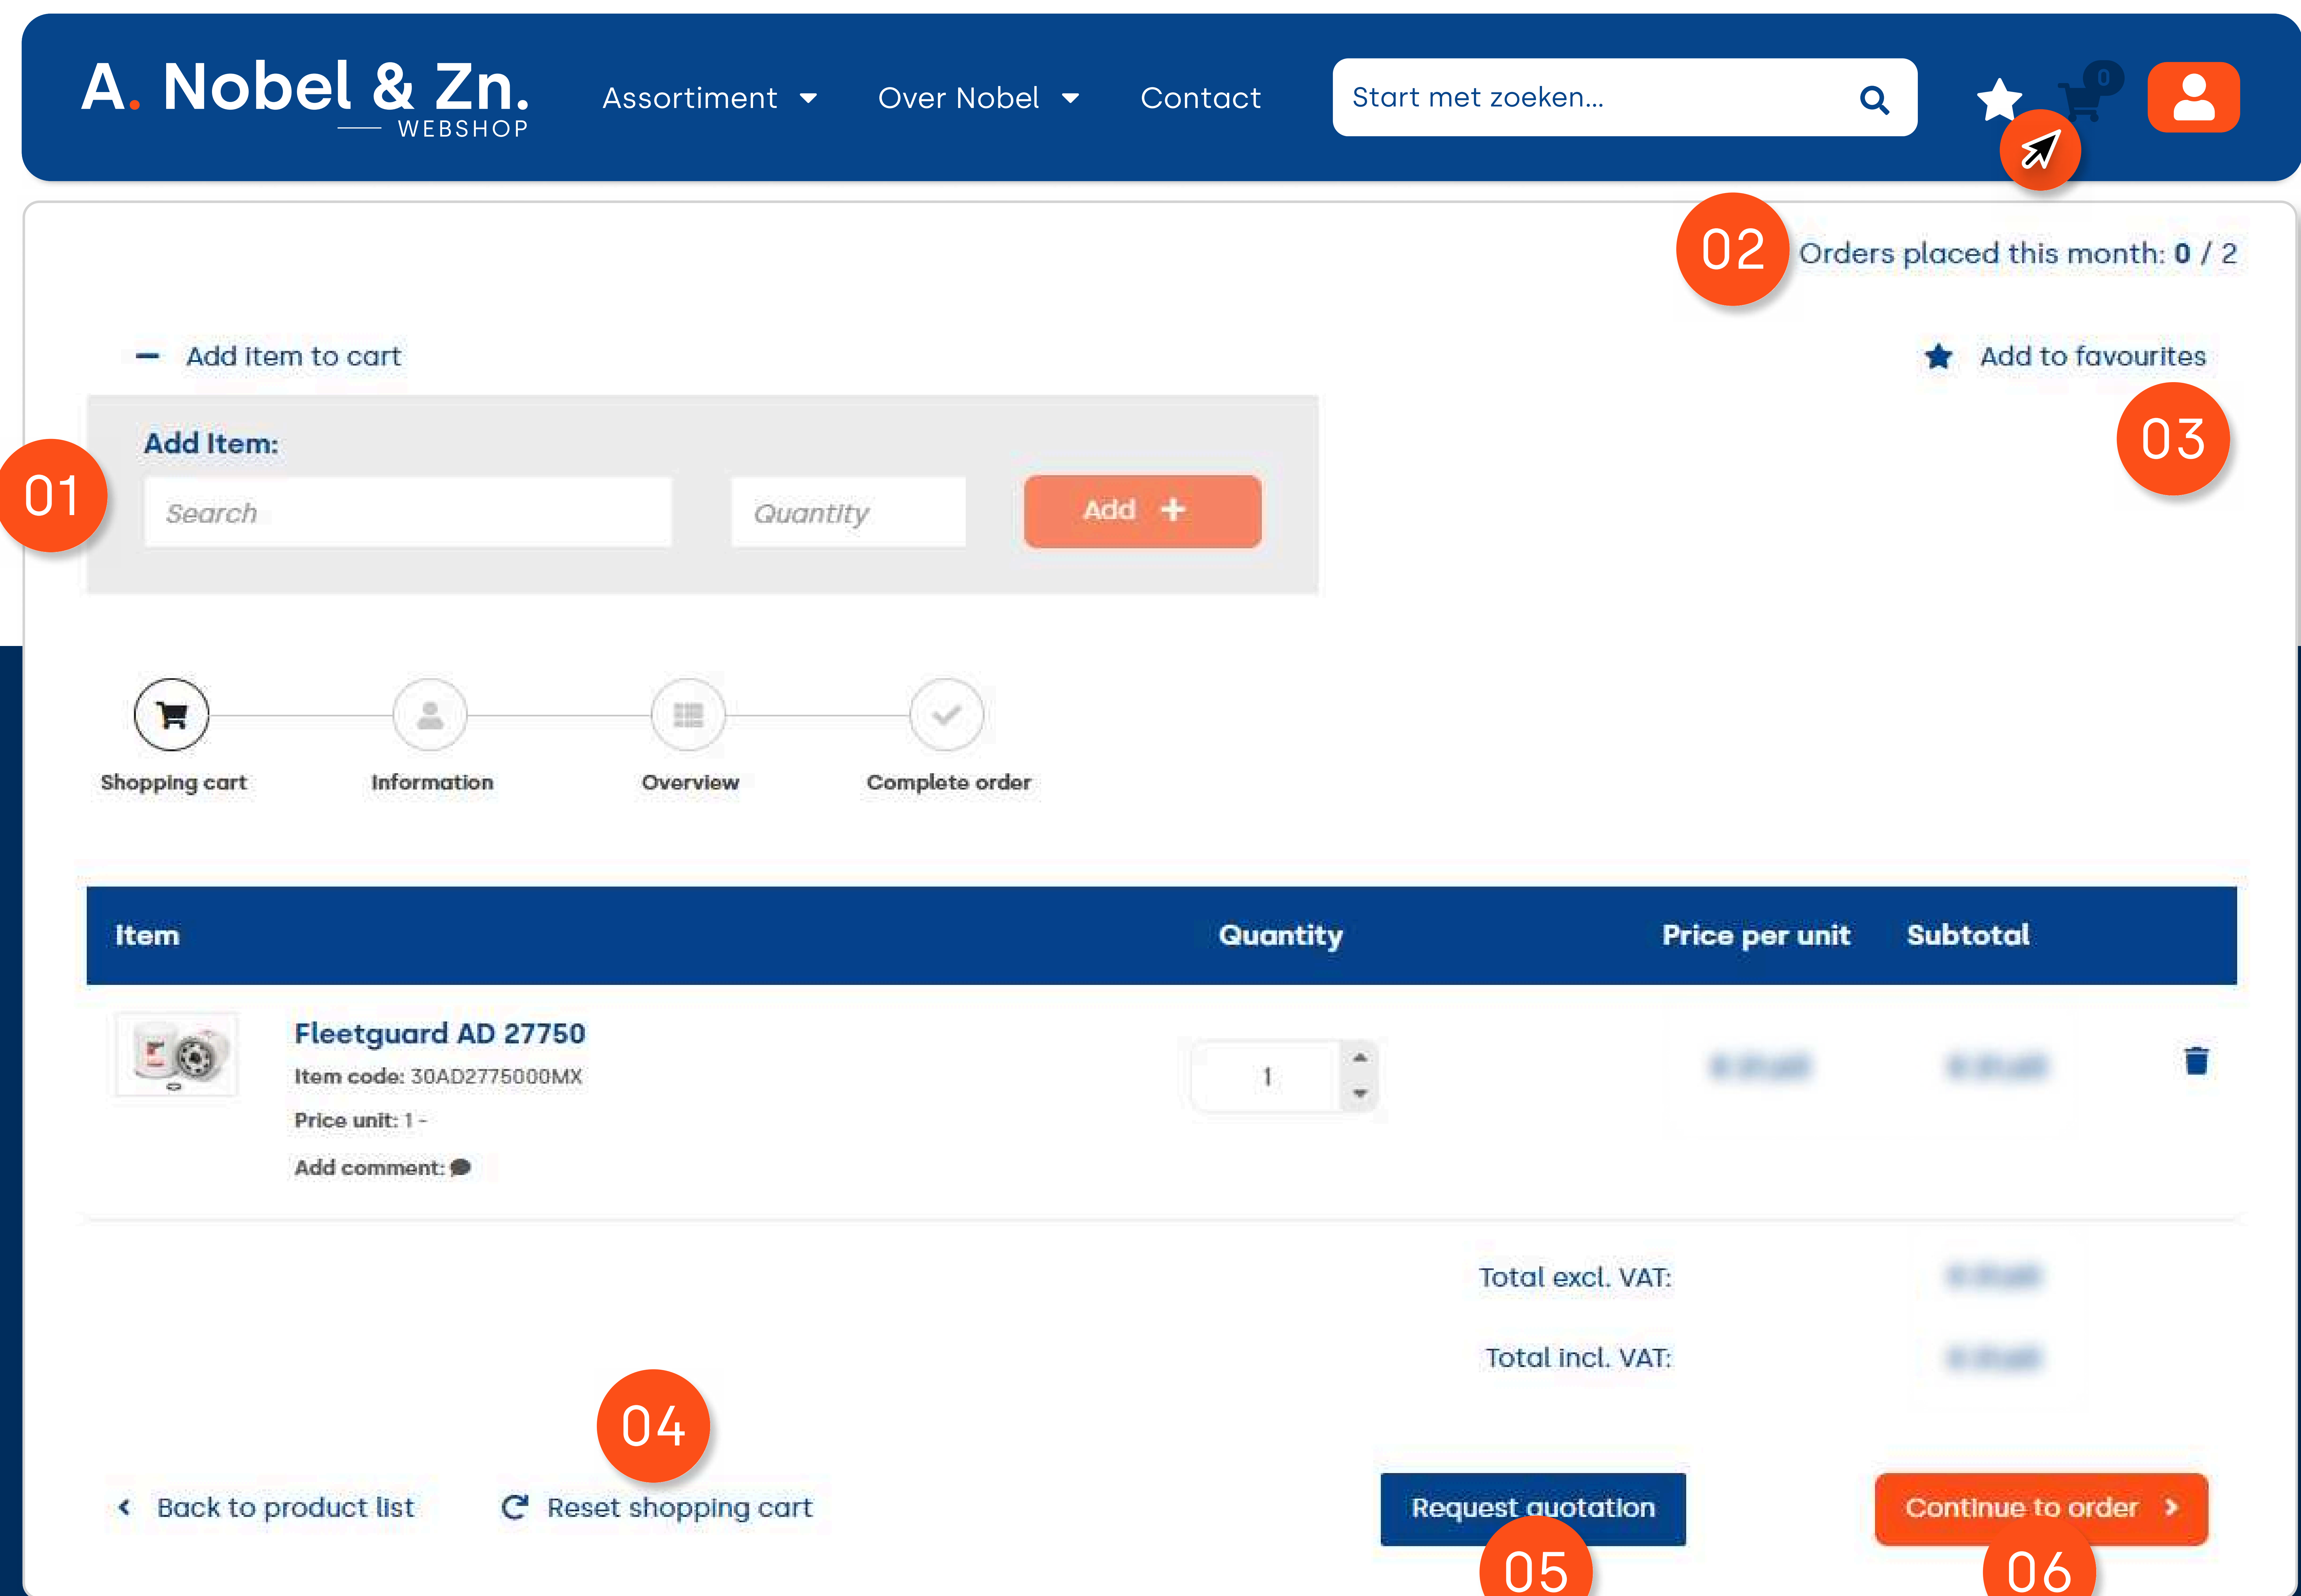 A. Nobel & Zn.
WEBSHOP
Assortiment
Over Nobel
Contact
Start met zoeken...
0
02
Orders placed this month: 0 / 2
Add item to cart
Add to favourites
03
01
Add Item:
Search
Quantity
Add +
Shopping cart
Information
Overview
Complete order
Item
Quantity
Price per unit
Subtotal
Fleetguard AD 27750
Item code: 30AD2775000MX
Price unit: 1 -
Add comment:
1
Total excl. VAT:
Total incl. VAT:
04
Back to product list
Reset shopping cart
Request quotation
Continue to order
05
06